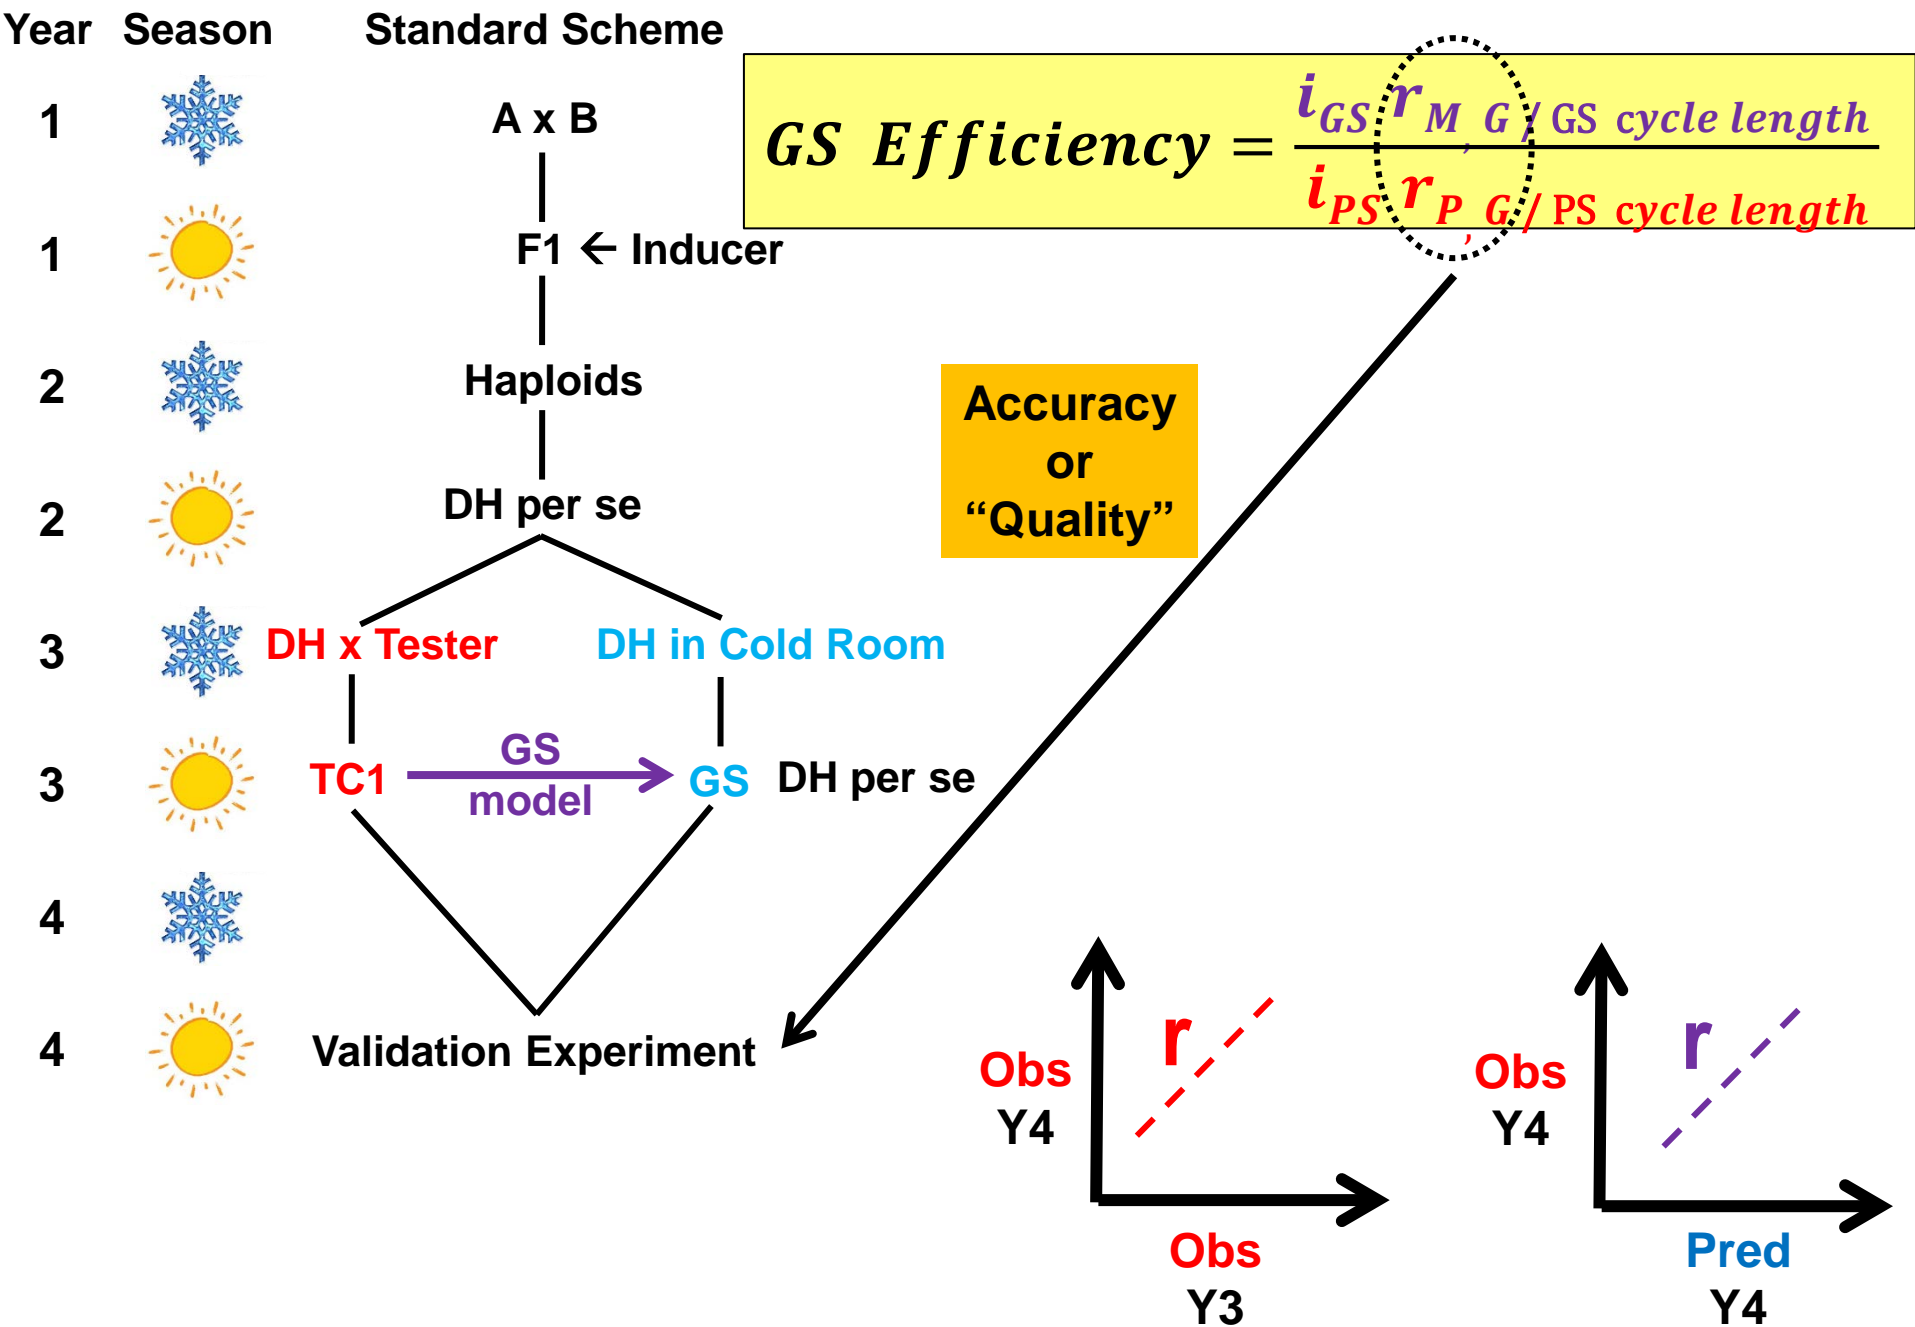 Year Season Standard Scheme
GS Efficiency = i_GS r_M, G / GS cycle length
i_PS r_P, G / PS cycle length
1 A x B
1 F1 ← Inducer
2 Haploids
Accuracy
or
“Quality”
2 DH per se
3 DH x Tester DH in Cold Room
3 TC1 GS model GS DH per se
4
4 Validation Experiment
r
Obs
Y4
Obs
Y3
r
Obs
Y4
Pred
Y4